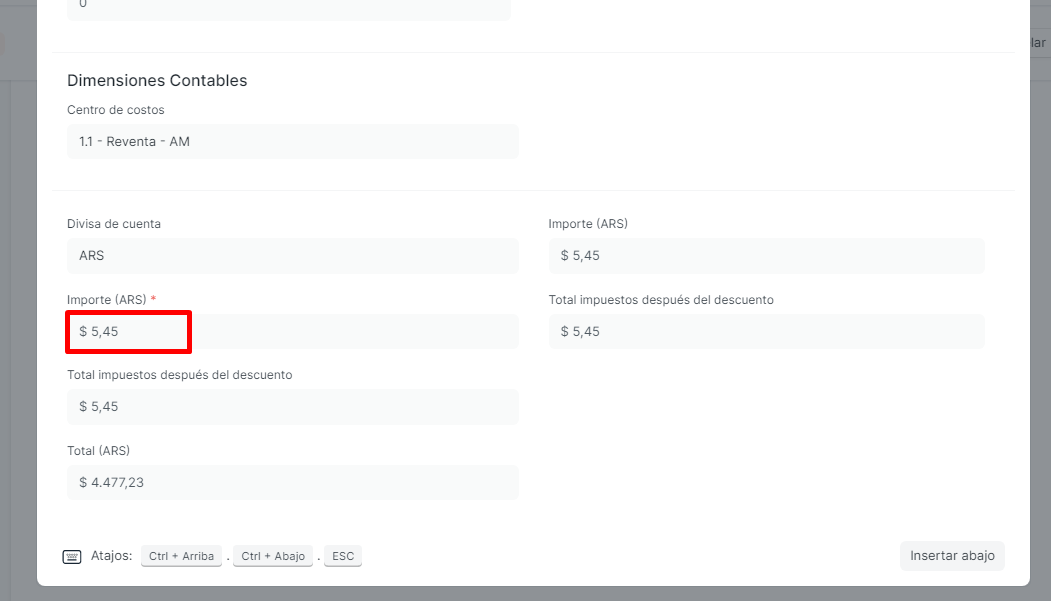 0
lar
Dimensiones Contables
Centro de costos
1.1 - Reventa - AM
Divisa de cuenta
ARS
Importe (ARS)
$ 5,45
Importe (ARS) *
$ 5,45
Total impuestos después del descuento
$ 5,45
Total impuestos después del descuento
$ 5,45
Total (ARS)
$ 4.477,23
Atajos: Ctrl + Arriba . Ctrl + Abajo . ESC
Insertar abajo